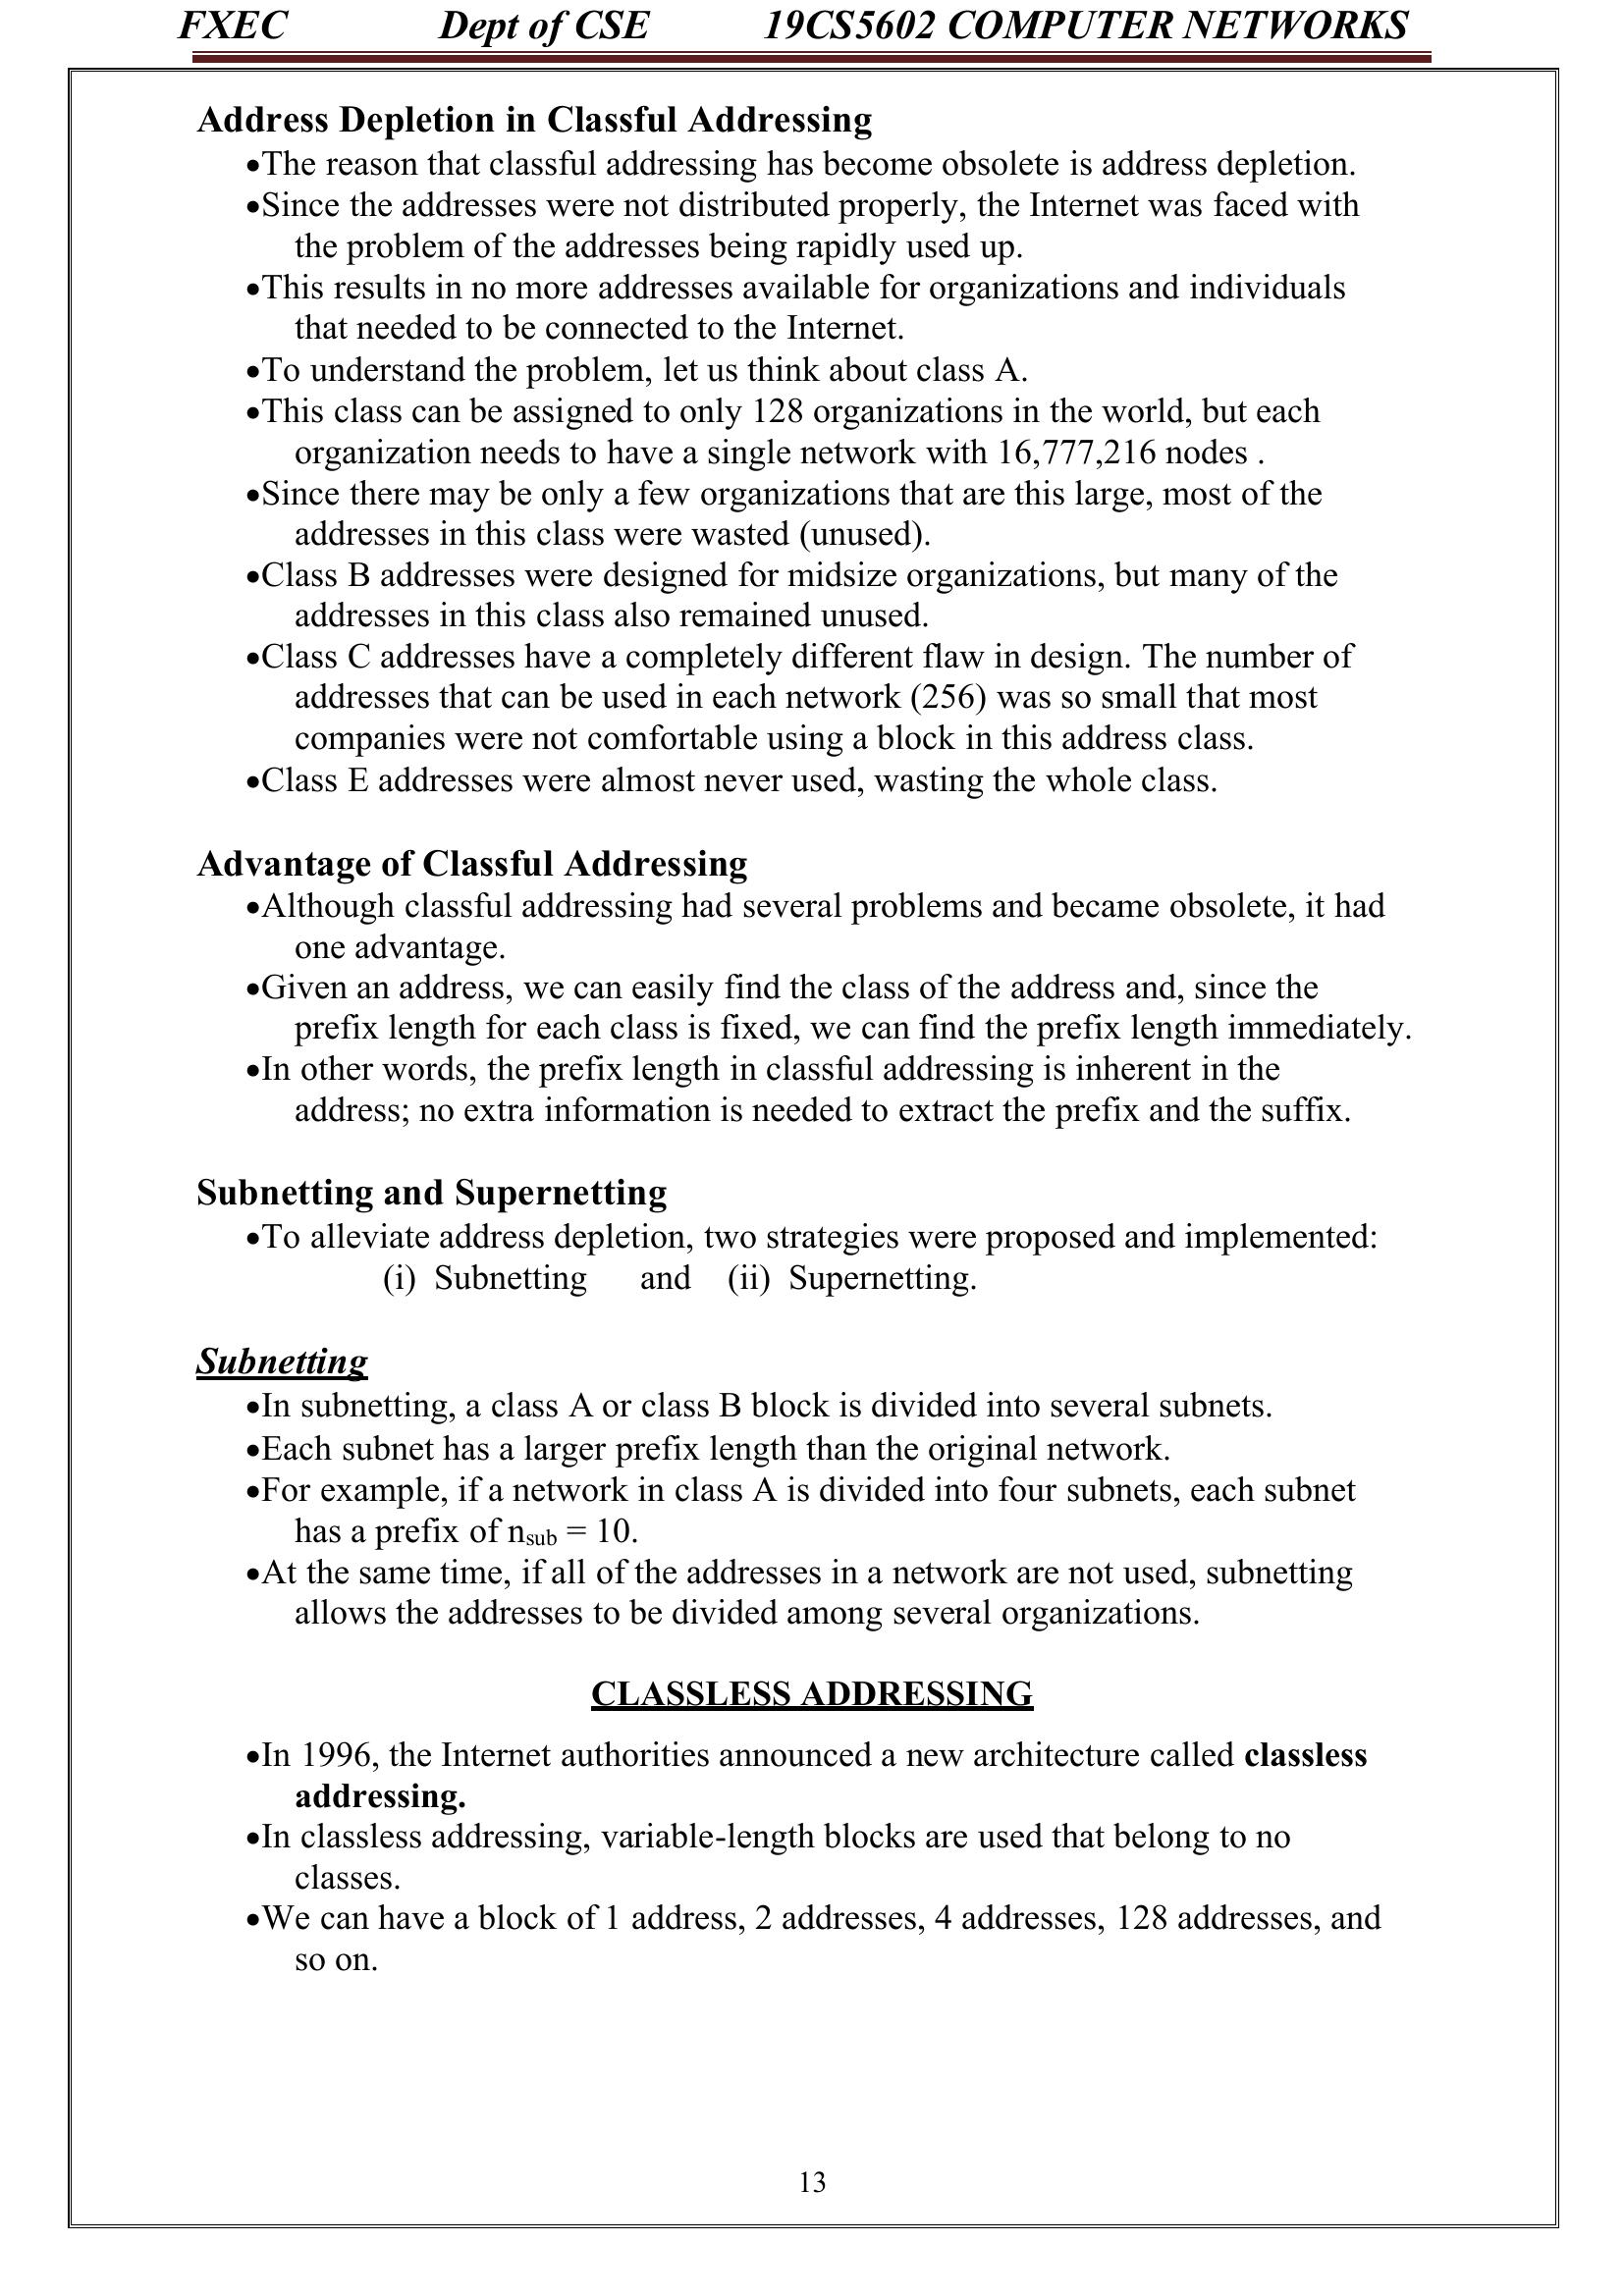 FXEC Dept of CSE 19CS5602 COMPUTER NETWORKS
Address Depletion in Classful Addressing
•The reason that classful addressing has become obsolete is address depletion.
•Since the addresses were not distributed properly, the Internet was faced with
the problem of the addresses being rapidly used up.
•This results in no more addresses available for organizations and individuals
that needed to be connected to the Internet.
•To understand the problem, let us think about class A.
•This class can be assigned to only 128 organizations in the world, but each
organization needs to have a single network with 16,777,216 nodes .
•Since there may be only a few organizations that are this large, most of the
addresses in this class were wasted (unused).
•Class B addresses were designed for midsize organizations, but many of the
addresses in this class also remained unused.
•Class C addresses have a completely different flaw in design. The number of
addresses that can be used in each network (256) was so small that most
companies were not comfortable using a block in this address class.
•Class E addresses were almost never used, wasting the whole class.
Advantage of Classful Addressing
•Although classful addressing had several problems and became obsolete, it had
one advantage.
•Given an address, we can easily find the class of the address and, since the
prefix length for each class is fixed, we can find the prefix length immediately.
•In other words, the prefix length in classful addressing is inherent in the
address; no extra information is needed to extract the prefix and the suffix.
Subnetting and Supernetting
•To alleviate address depletion, two strategies were proposed and implemented:
(i) Subnetting and (ii) Supernetting.
Subnetting
•In subnetting, a class A or class B block is divided into several subnets.
•Each subnet has a larger prefix length than the original network.
•For example, if a network in class A is divided into four subnets, each subnet
has a prefix of nsub = 10.
•At the same time, if all of the addresses in a network are not used, subnetting
allows the addresses to be divided among several organizations.
CLASSLESS ADDRESSING
•In 1996, the Internet authorities announced a new architecture called classless
addressing.
•In classless addressing, variable-length blocks are used that belong to no
classes.
•We can have a block of 1 address, 2 addresses, 4 addresses, 128 addresses, and
so on.
13